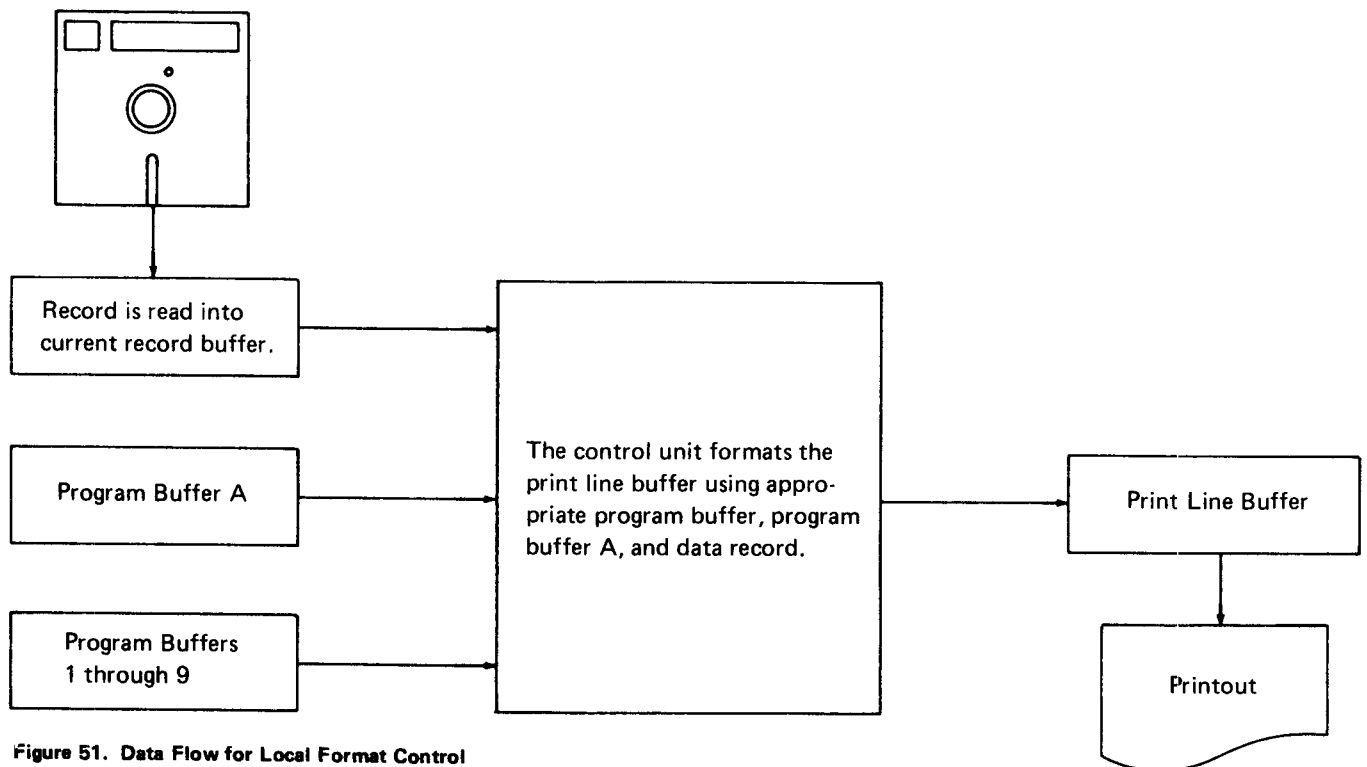 Record is read into
current record buffer.
Program Buffer A
Program Buffers
1 through 9
The control unit formats the
print line buffer using appro-
priate program buffer, program
buffer A, and data record.
Print Line Buffer
Printout
Figure 51. Data Flow for Local Format Control